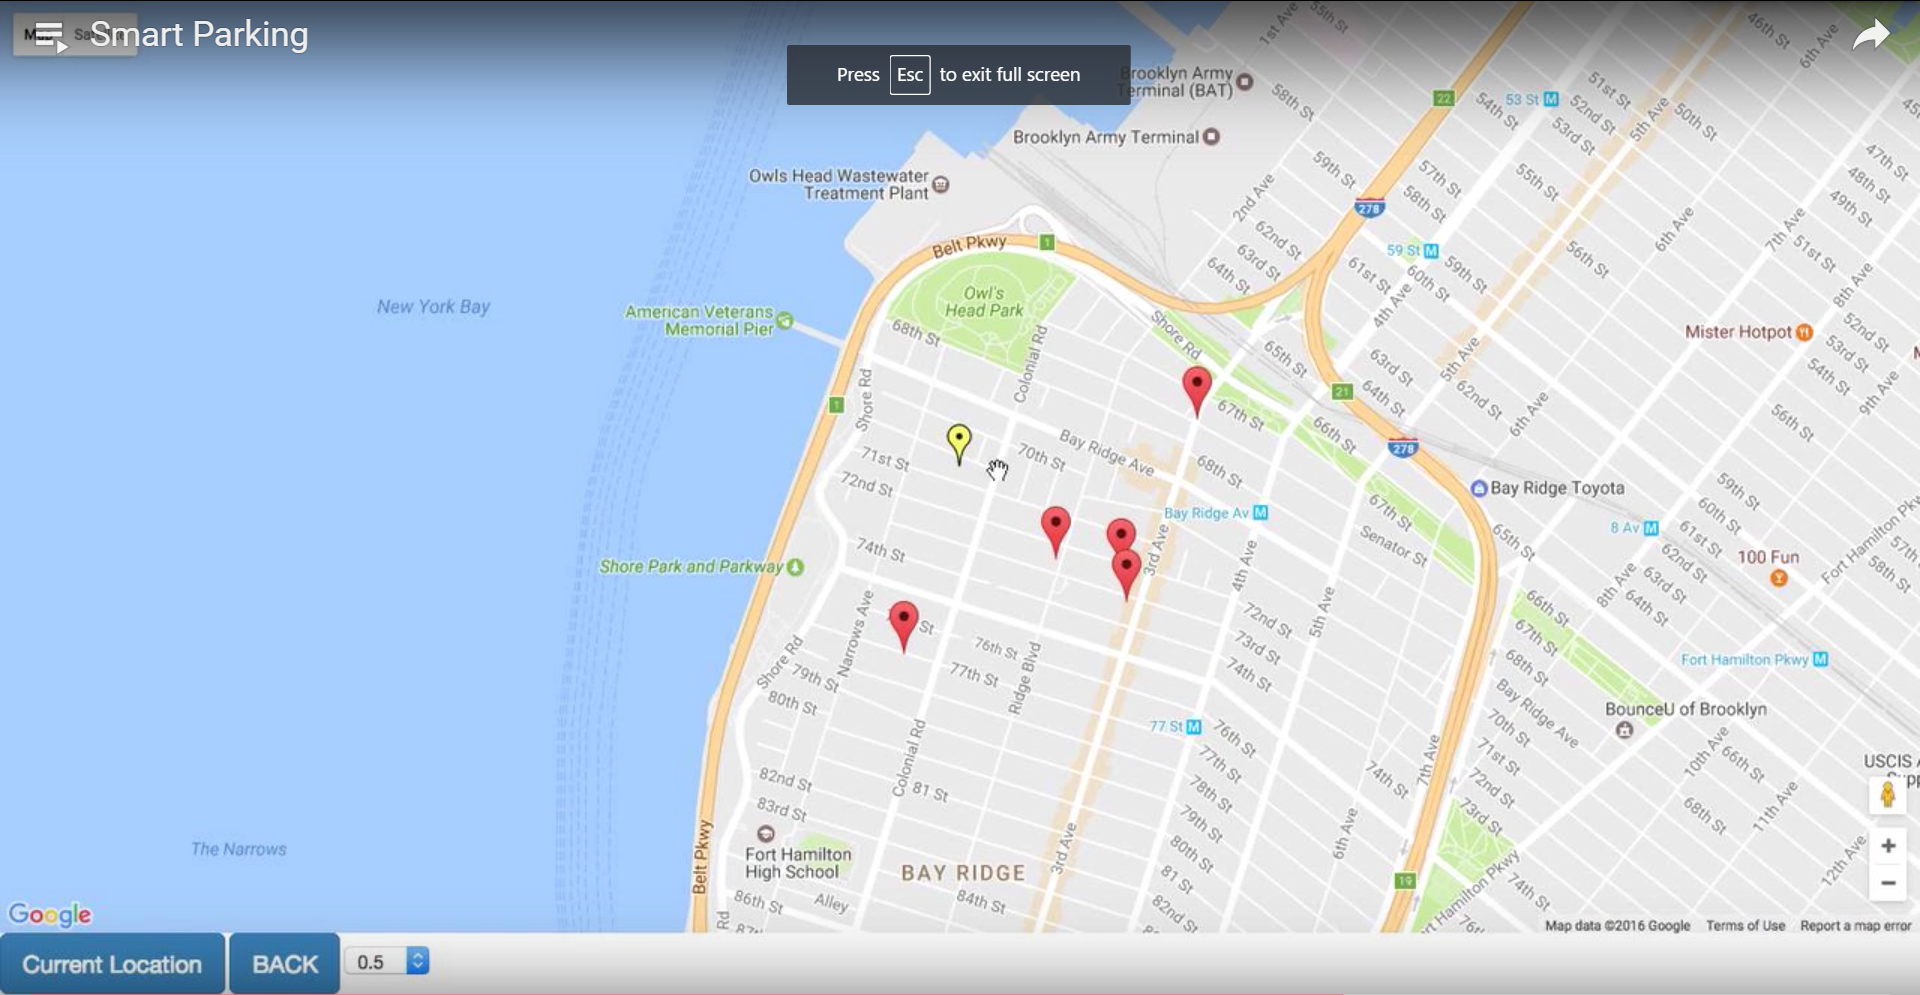 Smart Parking
Press Esc to exit full screen
Brooklyn Army
Terminal (BAT)
Brooklyn Army Terminal
Owls Head Wastewater
Treatment Plant
1st Ave
55th St
46th St
6th Ave
58th St
22
54th St
53 St M
51st St
52nd St
53rd St
5th Ave
50th St
47th St
48th St
49th St
59th St
57th St
58th St
55th St
2nd Ave
278
Belt Pkwy
1
62nd St
63rd St
64th St
59 St M
59th St
60th St
61st St
4th Ave
56th St
6th Ave
7th Ave
51st St
8th Ave
New York Bay
American Veterans
Memorial Pier
Owl's
Head Park
68th St
Colonial Rd
Shore Rd
65th St
5th Ave
Mister Hotpot
52nd St
53rd St
54th St
9th Ave
1
Shore Rd
63rd St
64th St
62nd St
6th Ave
21
67th St
66th St
56th St
278
71st St
72nd St
70th St
Bay Ridge Ave
68th St
Bay Ridge Av M
67th St
Senator St
Bay Ridge Toyota
59th St
60th St
61st St
8 Av M
62nd St
63rd St
64th St
65th St
100 Fun
Fort Hamilton Pkwy
57th
58th St
74th St
3rd Ave
4th Ave
5th Ave
8th Ave
Shore Park and Parkway
66th St
67th St
68th St
Fort Hamilton Pkwy M
Narrows Ave
St
76th St
77th St
Ridge Blvd
72nd St
73rd St
74th St
Shore Rd
79th St
80th St
77 St M
76th St
77th St
78th St
79th St
80th St
81 St
82nd St
Bay Ridge Ave
70th St
71st St
72nd St
73rd St
BounceU of Brooklyn
10th Ave
66th St
68th St
11th Ave
12th Ave
USCIS
82nd St
83rd St
Colonial Rd
81 St
74th St
7th Ave
6th Ave
The Narrows
Belt Pkwy
Fort Hamilton
High School
BAY RIDGE
3rd Ave
86th St
Alley
84th St
Rd
19
74th St
+
−
Google
Map data ©2016 Google
Terms of Use
Report a map error
Current Location
BACK
0.5